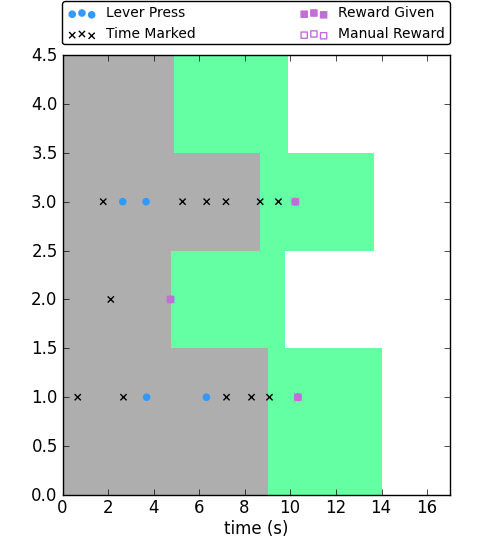 Lever Press
Time Marked
Reward Given
Manual Reward
4.5
4.0
3.5
3.0
2.5
2.0
1.5
1.0
0.5
0.0
0 2 4 6 8 10 12 14 16
time (s)